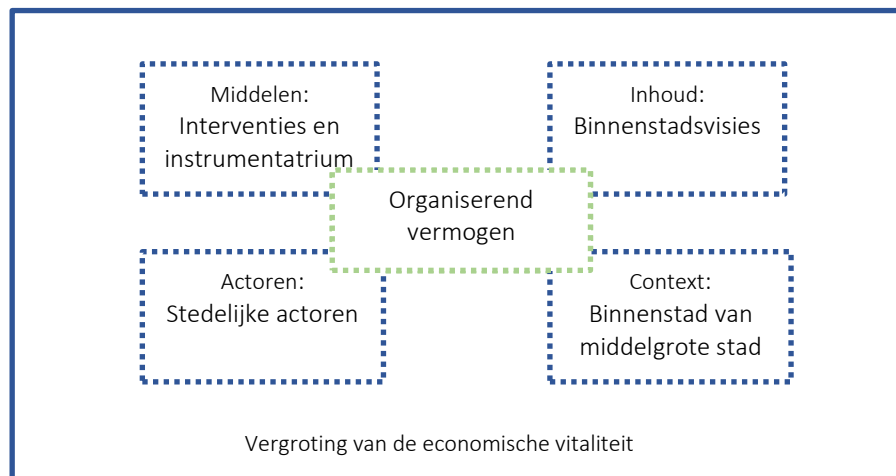 Middelen:
Interventies en
instrumentatrium
Inhoud:
Binnenstadsvisies
Organiserend
vermogen
Actoren:
Stedelijke actoren
Context:
Binnenstad van
middelgrote stad
Vergroting van de economische vitaliteit